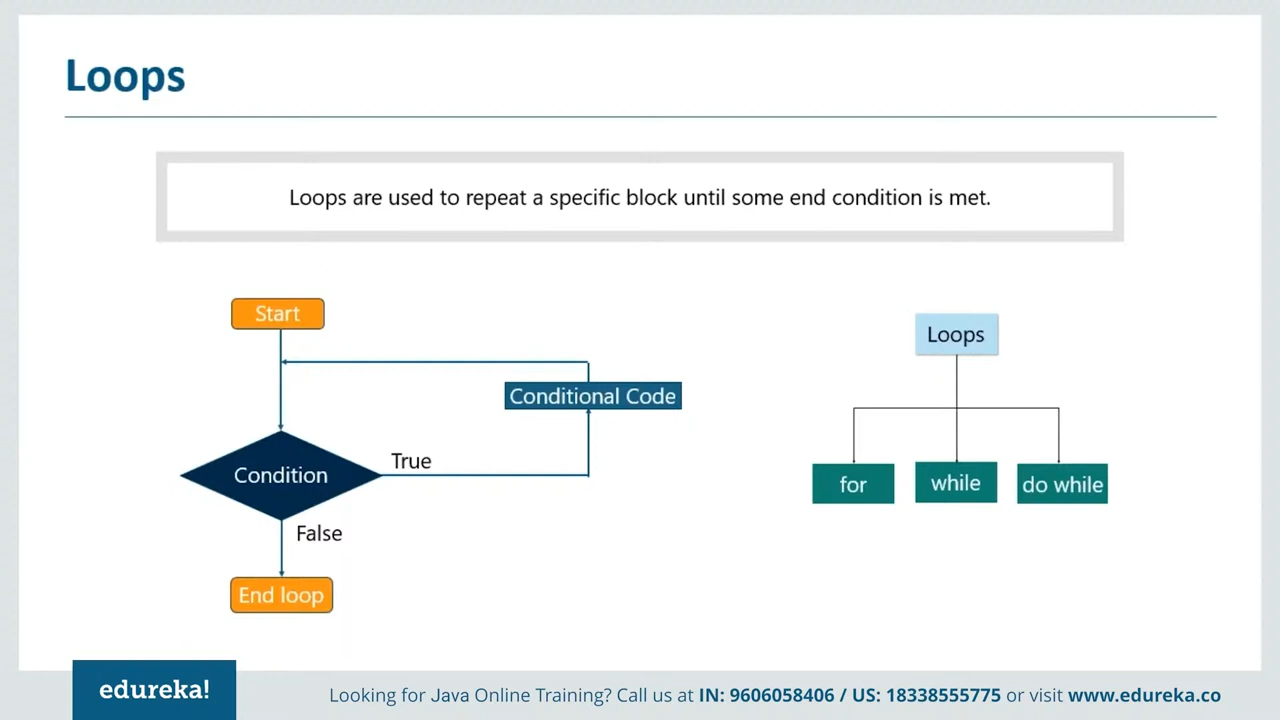 Loops
Loops are used to repeat a specific block until some end condition is met.
Start
Conditional Code
Condition
True
False
End loop
Loops
for
while
do while
edureka!
Looking for Java Online Training? Call us at IN: 9606058406 / US: 18338555775 or visit www.edureka.co